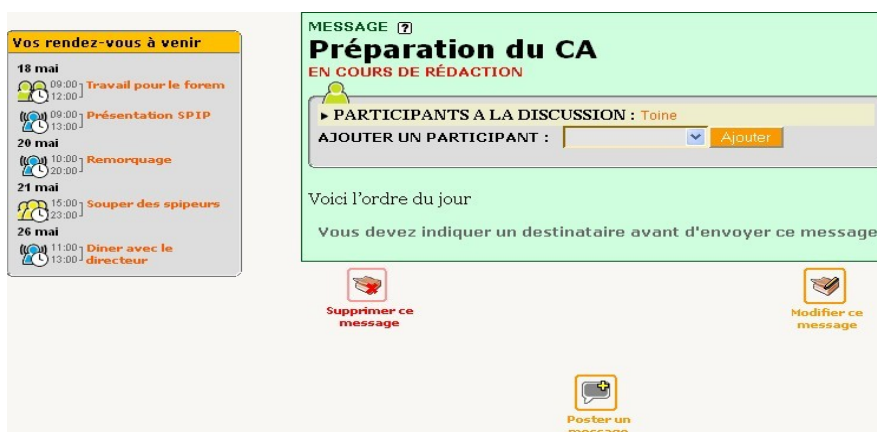 Vos rendez-vous à venir
18 mai
09:00 Travail pour le forem
12:00
09:00 Présentation SPIP
13:00
20 mai
10:00 Remorquage
20:00
21 mai
15:00 Souper des spipeurs
23:00
26 mai
11:00 Diner avec le
13:00 directeur
MESSAGE ?
Préparation du CA
EN COURS DE RÉDACTION
PARTICIPANTS A LA DISCUSSION : Toine
AJOUTER UN PARTICIPANT : Ajouter
Voici l'ordre du jour
Vous devez indiquer un destinataire avant d'envoyer ce message
Supprimer ce
message
Modifier ce
message
Poster un
message